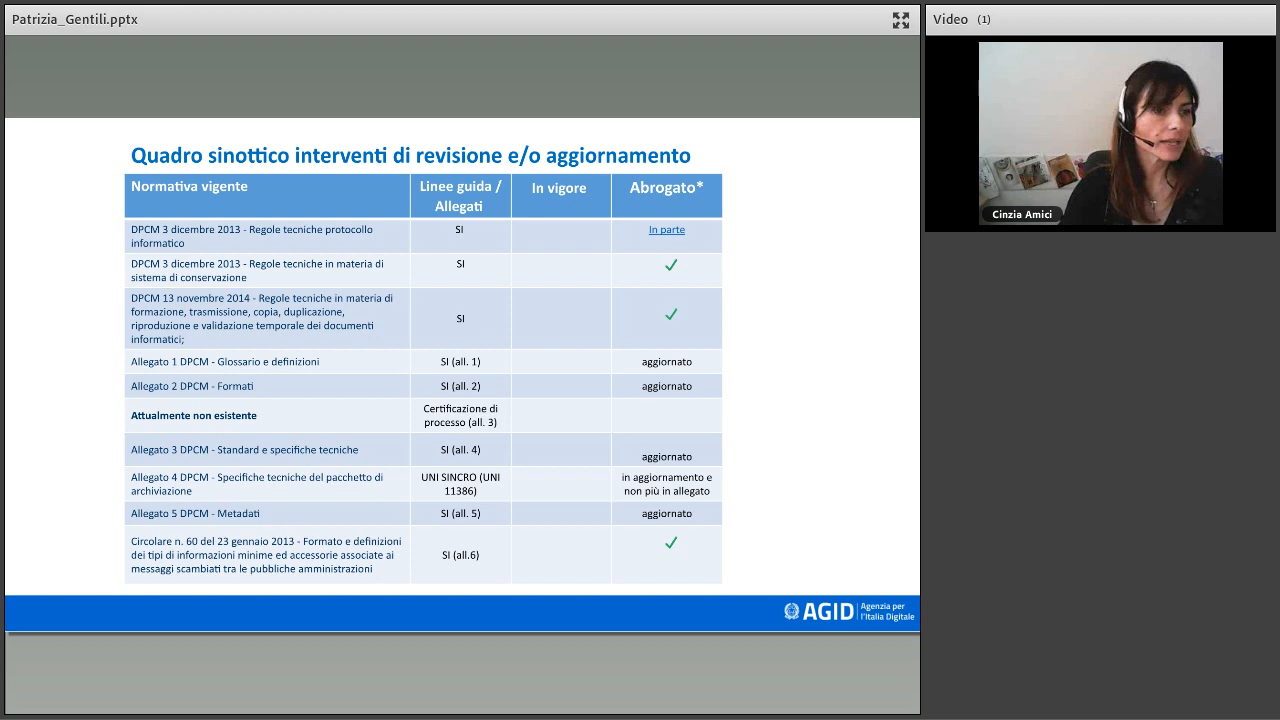 Patrizia_Gentili.pptx
Video (1)
Cinzia Amici
Quadro sinottico interventi di revisione e/o aggiornamento
Normativa vigente
Linee guida /
Allegati
In vigore
Abrogato*
DPCM 3 dicembre 2013 - Regole tecniche protocollo
informatico
SI
In parte
DPCM 3 dicembre 2013 - Regole tecniche in materia di
sistema di conservazione
SI
✓
DPCM 13 novembre 2014 - Regole tecniche in materia di
formazione, trasmissione, copia, duplicazione,
riproduzione e validazione temporale dei documenti
informatici;
SI
✓
Allegato 1 DPCM - Glossario e definizioni
SI (all. 1)
aggiornato
Allegato 2 DPCM - Formati
SI (all. 2)
aggiornato
Attualmente non esistente
Certificazione di
processo (all. 3)
Allegato 3 DPCM - Standard e specifiche tecniche
SI (all. 4)
aggiornato
Allegato 4 DPCM - Specifiche tecniche del pacchetto di
archiviazione
UNI SINCRO (UNI
11386)
in aggiornamento e
non più in allegato
Allegato 5 DPCM - Metadati
SI (all. 5)
aggiornato
Circolare n. 60 del 23 gennaio 2013 - Formato e definizioni
dei tipi di informazioni minime ed accessorie associate ai
messaggi scambiati tra le pubbliche amministrazioni
SI (all.6)
✓
AGID
Agenzia per
l'Italia Digitale